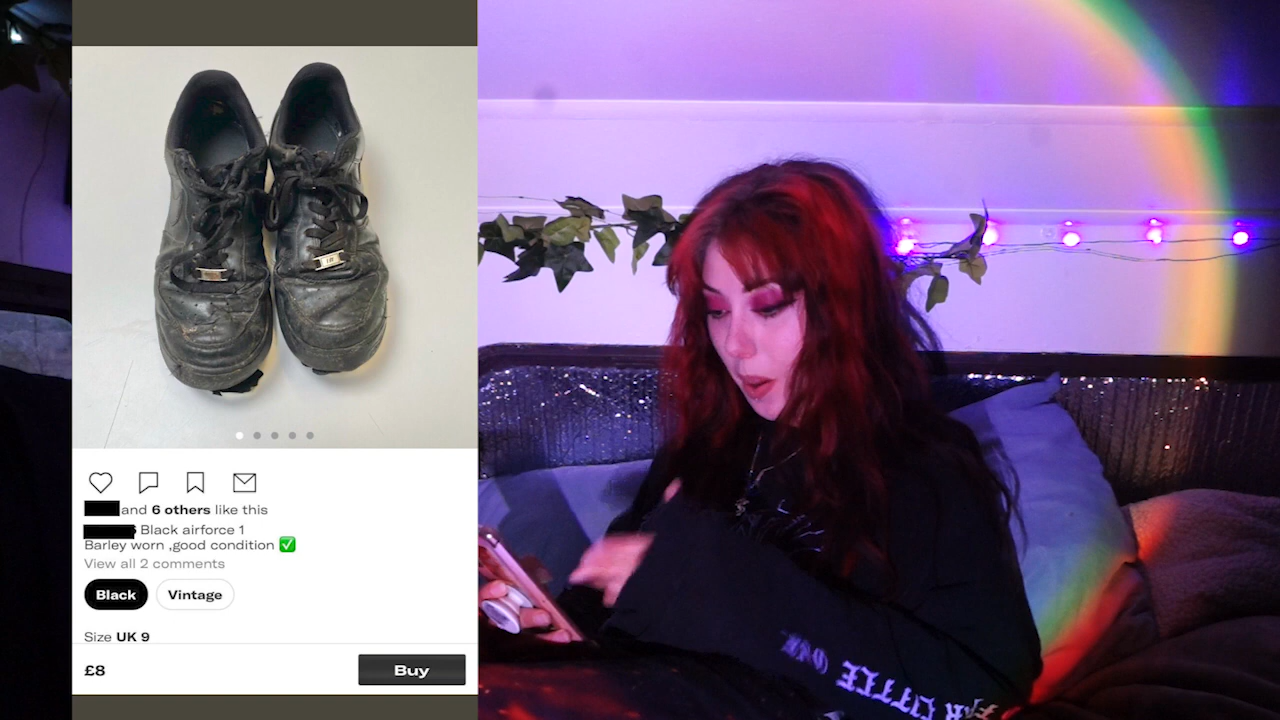 and 6 others like this
Black airforce 1
Barley worn ,good condition ✅
View all 2 comments
Black
Vintage
Size UK 9
£8
Buy